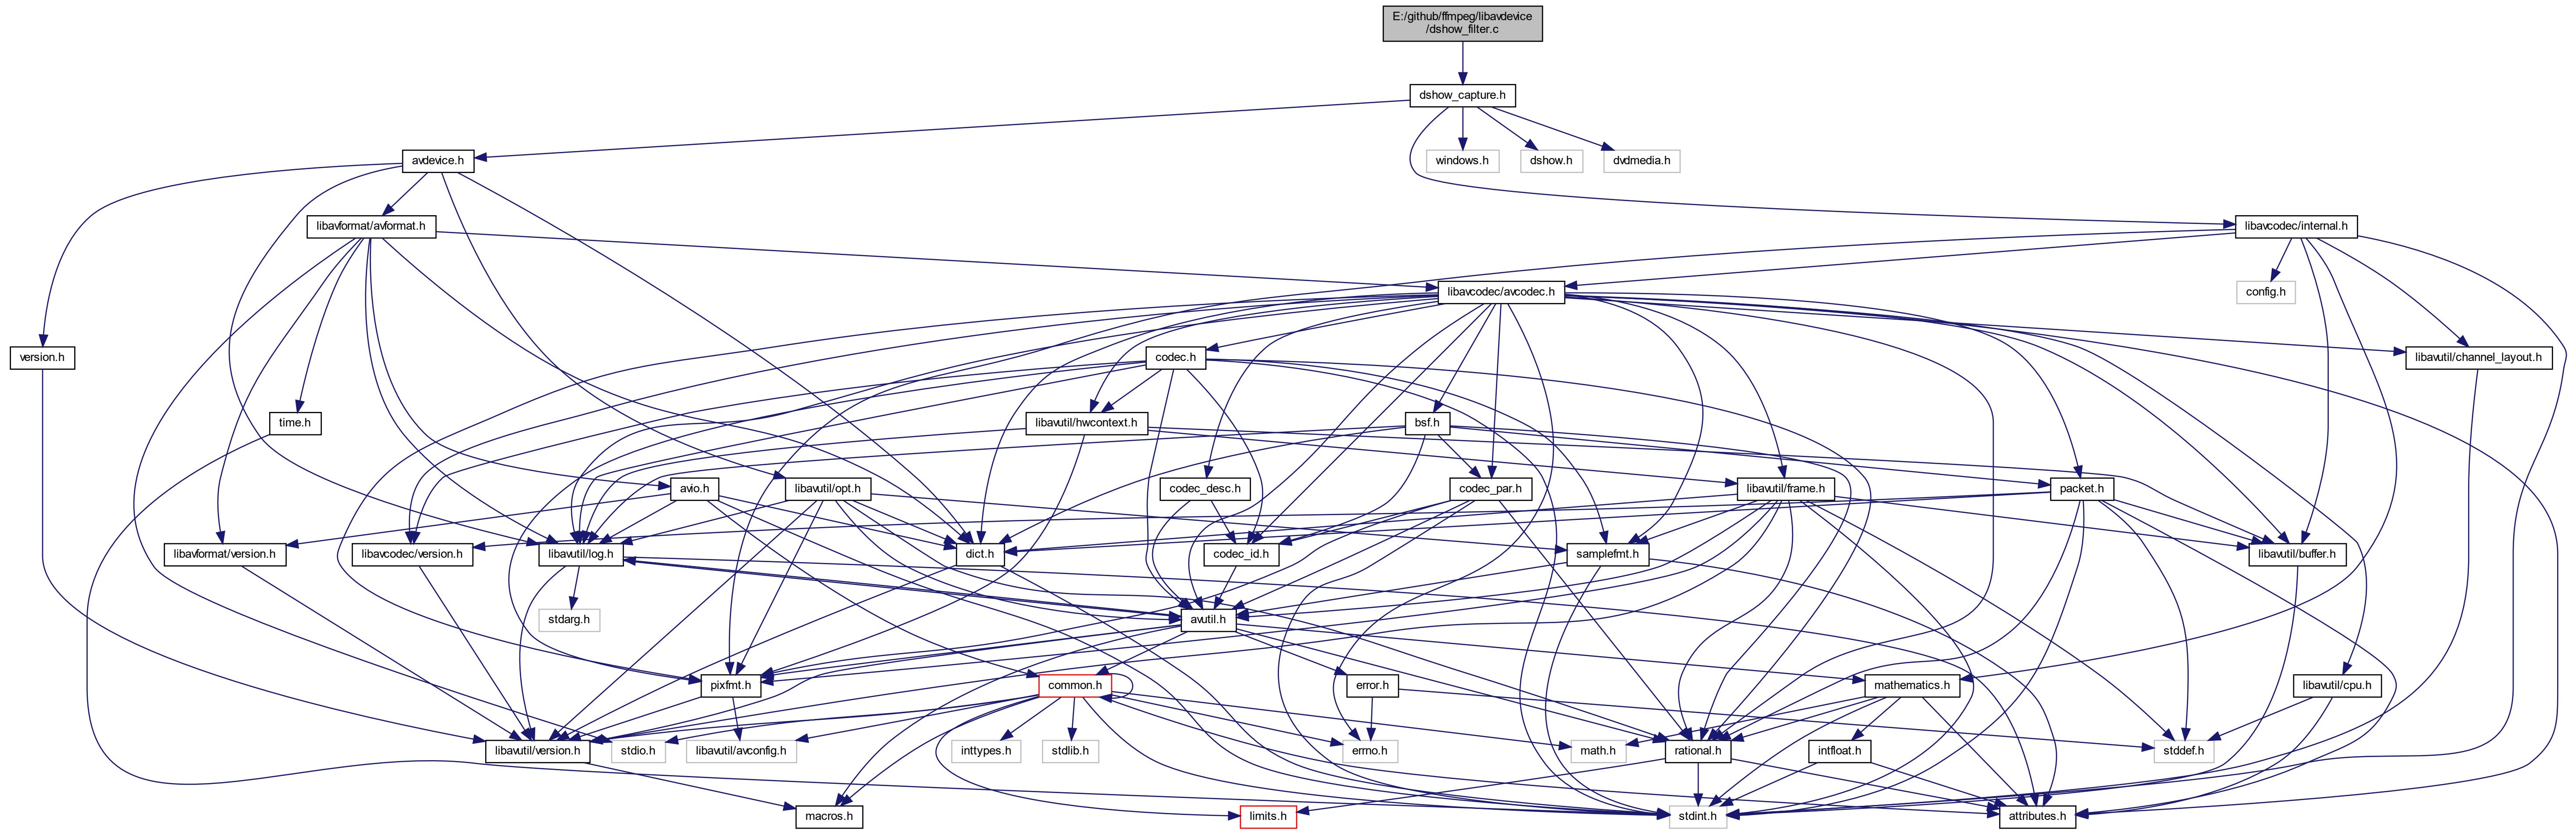 E:/github/ffmpeg/libavdevice
/dshow_filter.c
dshow_capture.h
avdevice.h
windows.h
dshow.h
dvdmedia.h
libavformat/avformat.h
libavcodec/internal.h
libavcodec/avcodec.h
config.h
version.h
codec.h
libavutil/channel_layout.h
time.h
libavutil/hwcontext.h
bsf.h
avio.h
libavutil/opt.h
codec_desc.h
codec_par.h
libavutil/frame.h
packet.h
libavformat/version.h
libavcodec/version.h
libavutil/log.h
dict.h
codec_id.h
samplefmt.h
libavutil/buffer.h
stdarg.h
avutil.h
pixfmt.h
common.h
error.h
mathematics.h
libavutil/cpu.h
libavutil/version.h
stdio.h
libavutil/avconfig.h
inttypes.h
stdlib.h
errno.h
math.h
rational.h
intfloat.h
stddef.h
macros.h
limits.h
stdint.h
attributes.h